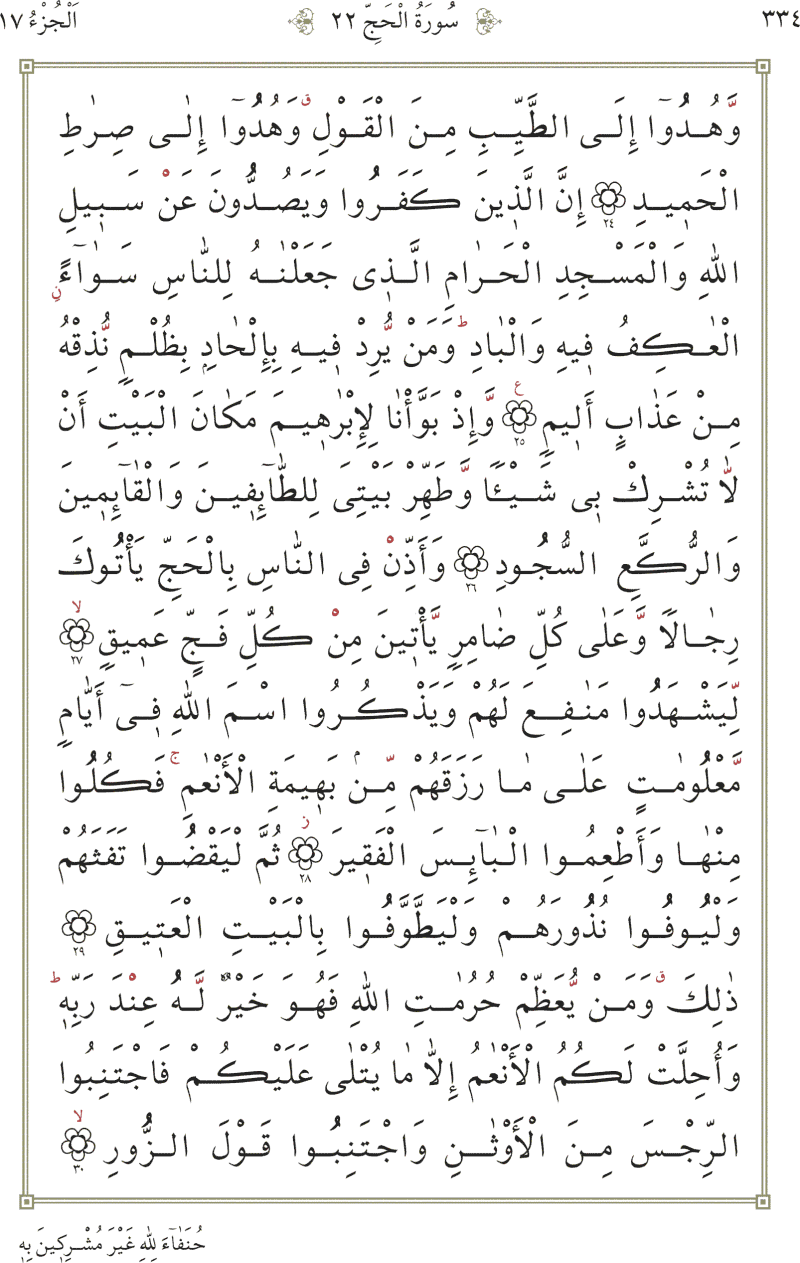 ٣٣٤ سُورَةُ الْحَجِّ ٢٢ اَلْجُزْءُ ١٧
وَّهُدُوٓا إِلَى الطَّيِّبِ مِنَ الْقَوْلِ ۖق وَهُدُوٓا إِلٰى صِرٰطِ
الْحَمٖيدِ ٢٤ إِنَّ الَّذٖينَ كَفَرُوا وَيَصُدُّونَ عَنْ سَبٖيلِ
اللّٰهِ وَالْمَسْجِدِ الْحَرٰامِ الَّذٖى جَعَلْنٰهُ لِلنّٰاسِ سَوٰٓاءً نِ
الْعٰكِفُ فٖيهِ وَالْبٰادِ ط وَمَنْ يُّرِدْ فٖيهِ بِإِلْحٰادٍ بِظُلْمٍ نُّذِقْهُ
مِنْ عَذٰابٍ أَلٖيمٍ ع ٢٥ وَّإِذْ بَوَّأْنٰا لِإِبْرٰهٖيمَ مَكٰانَ الْبَيْتِ أَنْ
لّٰا تُشْرِكْ بٖى شَيْـًٔا وَّطَهِّرْ بَيْتِىَ لِلطّٰٓائِفٖينَ وَالْقٰٓائِمٖينَ
وَالرُّكَّعِ السُّجُودِ ٢٦ وَأَذِّنْ فِى النّٰاسِ بِالْحَجِّ يَأْتُوكَ
رِجٰالًا وَّعَلٰى كُلِّ ضٰامِرٍ يَّأْتٖينَ مِنْ كُلِّ فَجٍّ عَمٖيقٍ لا ٢٧
لِّيَشْهَدُوا مَنٰفِعَ لَهُمْ وَيَذْكُرُوا اسْمَ اللّٰهِ فٖىٓ أَيّٰامٍ
مَّعْلُومٰتٍ عَلٰى مٰا رَزَقَهُمْ مِّنْۢ بَهٖيمَةِ الْأَنْعٰمِ ج فَكُلُوا
مِنْهٰا وَأَطْعِمُوا الْبٰٓائِسَ الْفَقٖيرَ ز ٢٨ ثُمَّ لْيَقْضُوا تَفَثَهُمْ
وَلْيُوفُوا نُذُورَهُمْ وَلْيَطَّوَّفُوا بِالْبَيْتِ الْعَتٖيقِ ٢٩
ذٰلِكَ ق وَمَنْ يُّعَظِّمْ حُرُمٰتِ اللّٰهِ فَهُوَ خَيْرٌ لَّهُ عِنْدَ رَبِّهٖ ط
وَأُحِلَّتْ لَكُمُ الْأَنْعٰمُ إِلّٰا مٰا يُتْلٰى عَلَيْكُمْ فَاجْتَنِبُوا
الرِّجْسَ مِنَ الْأَوْثٰنِ وَاجْتَنِبُوا قَوْلَ الزُّورِ لا ٣٠
حُنَفٰٓاءَ لِلّٰهِ غَيْرَ مُشْرِكٖينَ بِهٖ